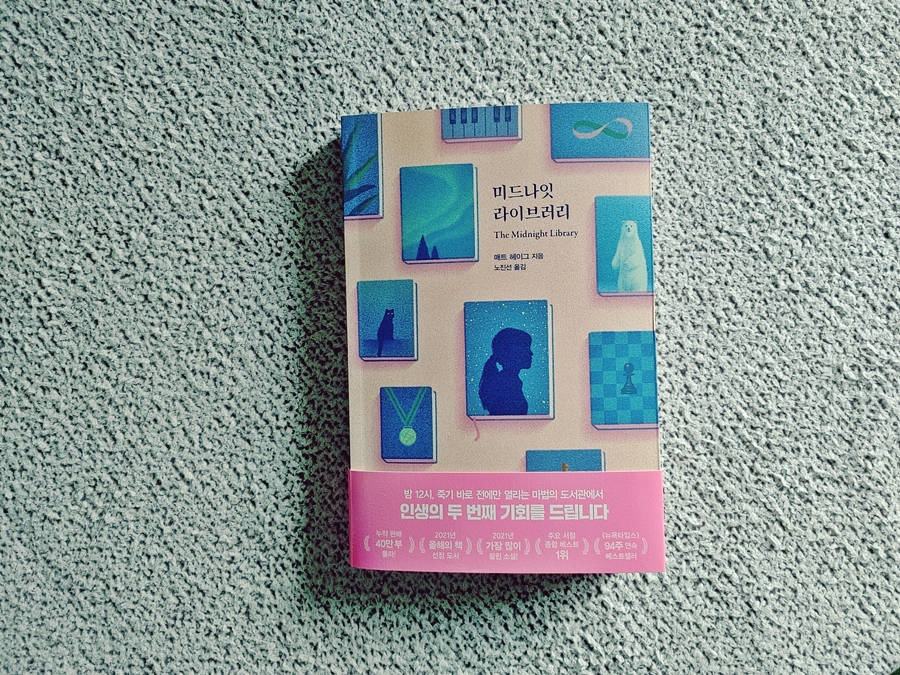 미드나잇
라이브러리
The Midnight Library
매트 헤이그 지음
노진선 옮김
밤 12시, 죽기 바로 전에만 열리는 마법의 도서관에서
인생의 두 번째 기회를 드립니다
누적 판매
40만 부
돌파!
2021년
올해의 책
선정 도서
2021년
가장 많이
팔린 소설!
주요 서점
종합 베스트
1위
〈뉴욕타임스〉
94주 연속
베스트셀러